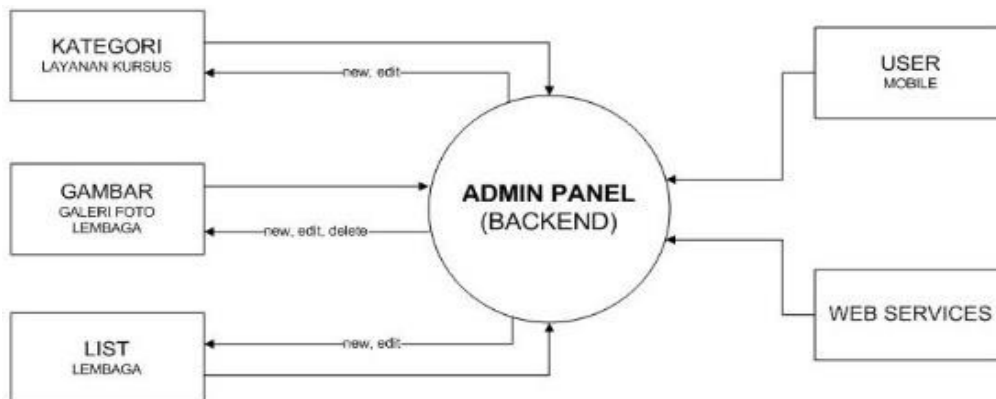 KATEGORI
LAYANAN KURSUS
new, edit
USER
MOBILE
GAMBAR
GALERI FOTO
LEMBAGA
new, edit, delete
ADMIN PANEL
(BACKEND)
LIST
LEMBAGA
new, edit
WEB SERVICES